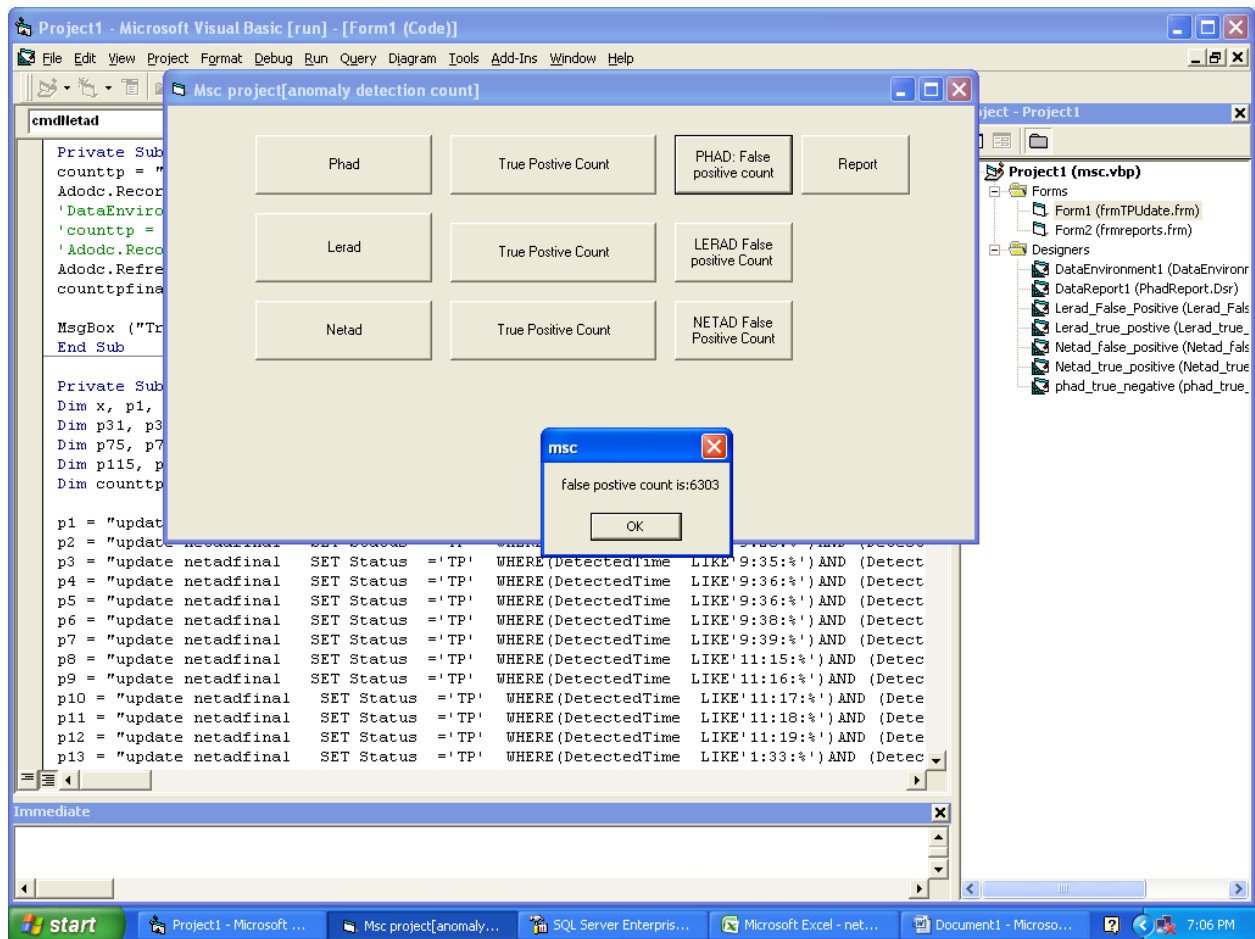 Project1 - Microsoft Visual Basic [run] - [Form1 (Code)]
File Edit View Project Format Debug Run Query Diagram Tools Add-Ins Window Help
Msc project[anomaly detection count]
Phad
True Postive Count
PHAD: False
positive count
Report
Lerad
True Postive Count
LERAD False
positive Count
Netad
True Positive Count
NETAD False
Positive Count
msc
false postive count is:6303
OK
cmdNetad
Private Sub
counttp = "
Adodc.Recor
'DataEnviro
'counttp =
'Adodc.Reco
Adodc.Refre
counttpfina
MsgBox ("Tr
End Sub
Private Sub
Dim x, p1,
Dim p31, p3
Dim p75, p7
Dim p115, p
Dim counttp
p1 = "updat
p2 = "update netadfinal SET Status ='TP'
p3 = "update netadfinal SET Status ='TP' WHERE(DetectedTime LIKE'9:35:%')AND (Detect
p4 = "update netadfinal SET Status ='TP' WHERE(DetectedTime LIKE'9:36:%')AND (Detect
p5 = "update netadfinal SET Status ='TP' WHERE(DetectedTime LIKE'9:36:%')AND (Detect
p6 = "update netadfinal SET Status ='TP' WHERE(DetectedTime LIKE'9:38:%')AND (Detect
p7 = "update netadfinal SET Status ='TP' WHERE(DetectedTime LIKE'9:39:%')AND (Detect
p8 = "update netadfinal SET Status ='TP' WHERE(DetectedTime LIKE'11:15:%')AND (Detec
p9 = "update netadfinal SET Status ='TP' WHERE(DetectedTime LIKE'11:16:%')AND (Detec
p10 = "update netadfinal SET Status ='TP' WHERE(DetectedTime LIKE'11:17:%')AND (Dete
p11 = "update netadfinal SET Status ='TP' WHERE(DetectedTime LIKE'11:18:%')AND (Dete
p12 = "update netadfinal SET Status ='TP' WHERE(DetectedTime LIKE'11:19:%')AND (Dete
p13 = "update netadfinal SET Status ='TP' WHERE(DetectedTime LIKE'1:33:%')AND (Detec
oject - Project1
Project1 (msc.vbp)
Forms
Form1 (frmTPUdate.frm)
Form2 (frmreports.frm)
Designers
DataEnvironment1 (DataEnvironr
DataReport1 (PhadReport.Dsr)
Lerad_False_Positive (Lerad_Fals
Lerad_true_postive (Lerad_true_
Netad_false_positive (Netad_fals
Netad_true_positive (Netad_true
phad_true_negative (phad_true_
Immediate
start
Project1 - Microsoft ...
Msc project[anomaly...
SQL Server Enterpris...
Microsoft Excel - net...
Document1 - Microso...
7:06 PM